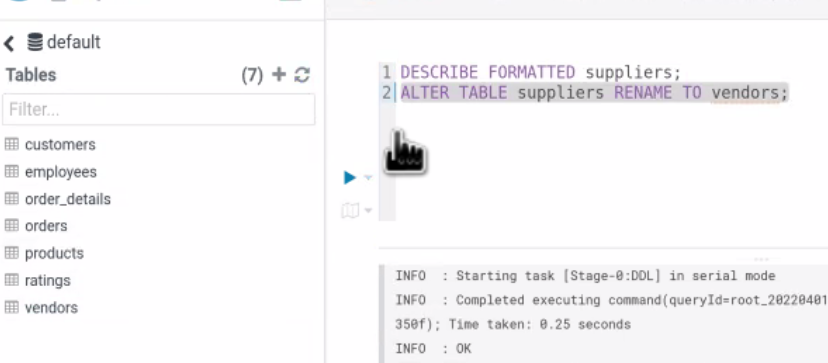 default
Tables (7)
Filter...
customers
employees
order_details
orders
products
ratings
vendors
1 DESCRIBE FORMATTED suppliers;
2 ALTER TABLE suppliers RENAME TO vendors;
INFO : Starting task [Stage-0:DDL] in serial mode
INFO : Completed executing command(queryId=root_20220401
350f); Time taken: 0.25 seconds
INFO : OK